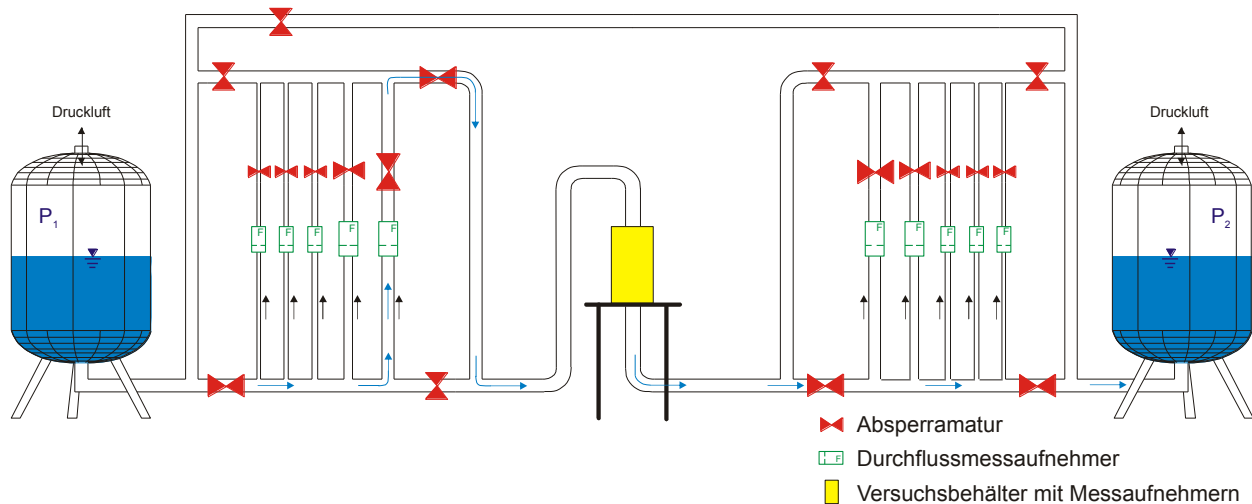 Druckluft
Druckluft
P1
P2
F
F
F
F
F
F
F
F
F
F
Absperramatur
F
Durchflussmessaufnehmer
Versuchsbehälter mit Messaufnehmern